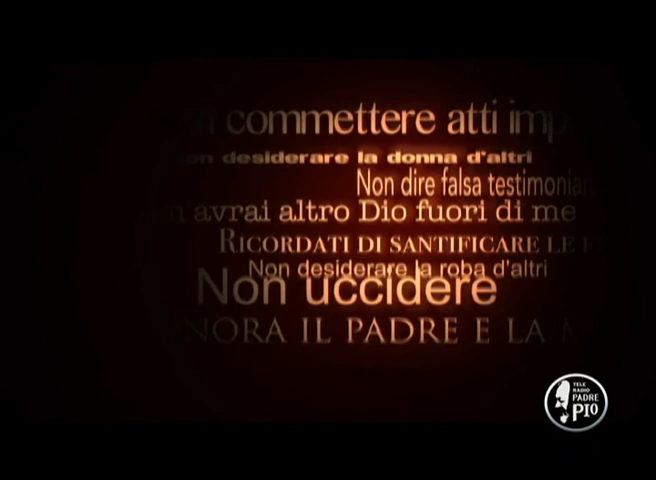 commettere atti imp
on desiderare la donna d'altri
Non dire falsa testimonian
n avrai altro Dio fuori di me
RICORDATI DI SANTIFICARE LE F
Non desiderare la roba d'altri
Non uccidere
NORA IL PADRE E LA M
TELE
RADIO
PADRE
PIO